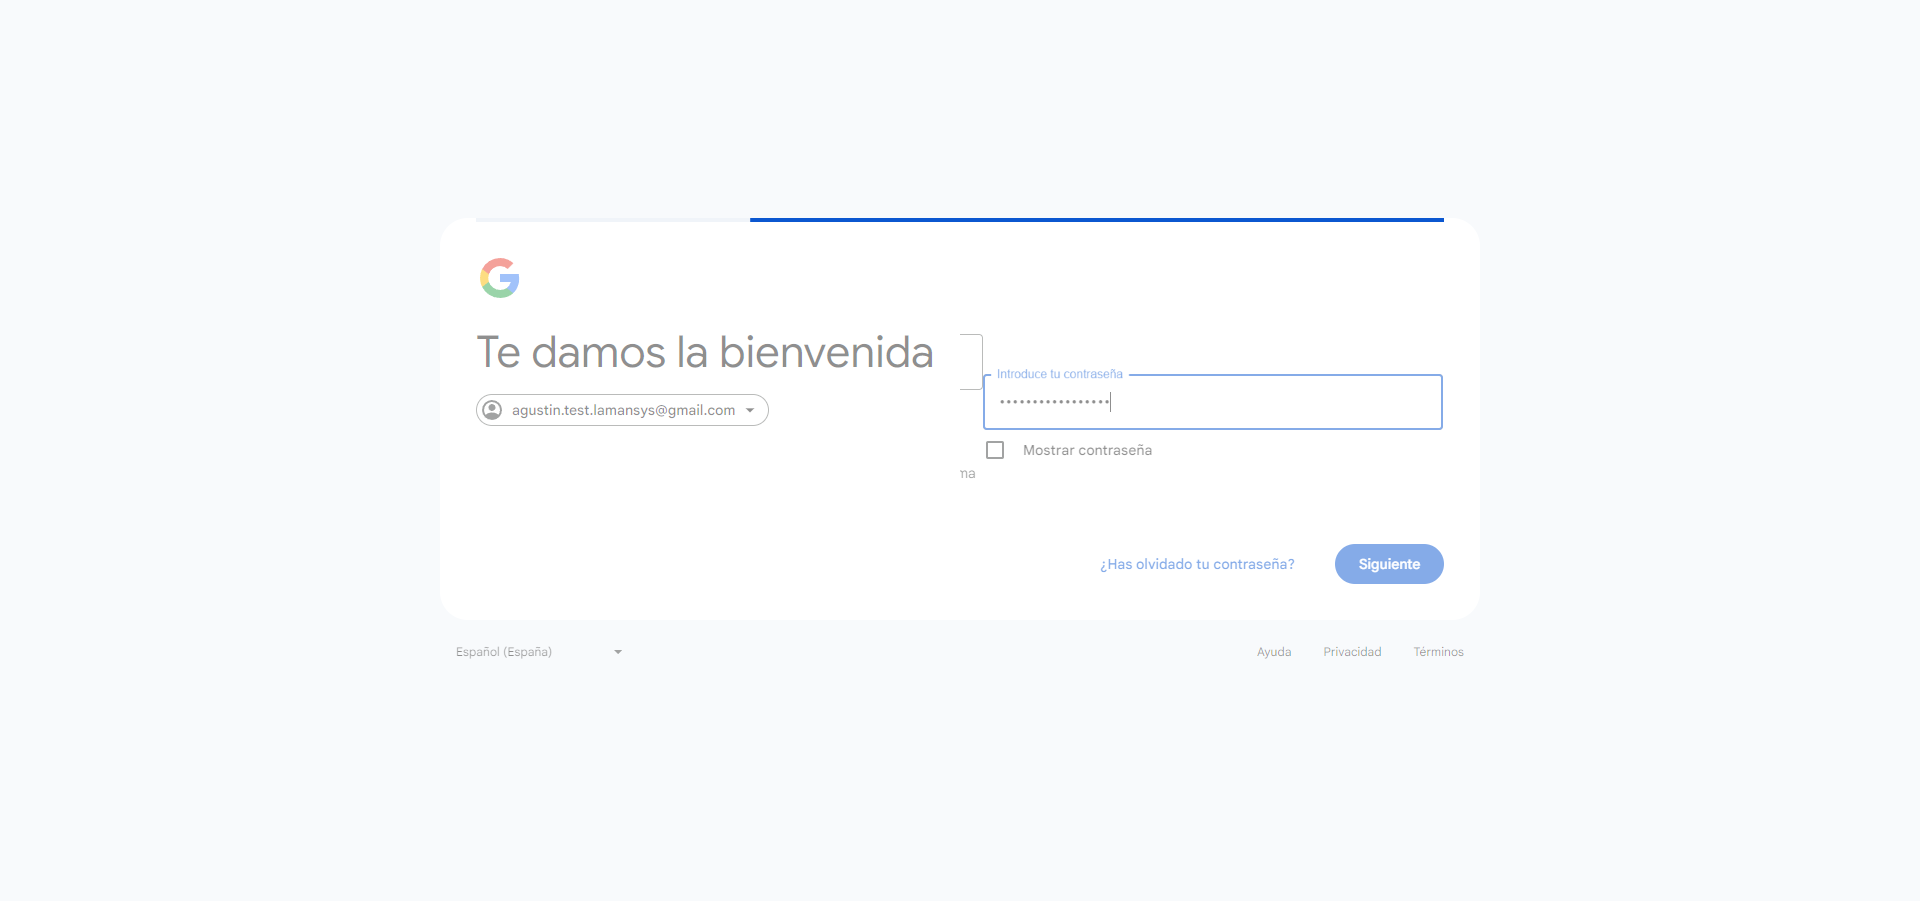 Te damos la bienvenida
agustin.test.lamansys@gmail.com
Introduce tu contraseña
•••••••••••••••••
Mostrar contraseña
ma
¿Has olvidado tu contraseña?
Siguiente
Español (España)
Ayuda
Privacidad
Términos